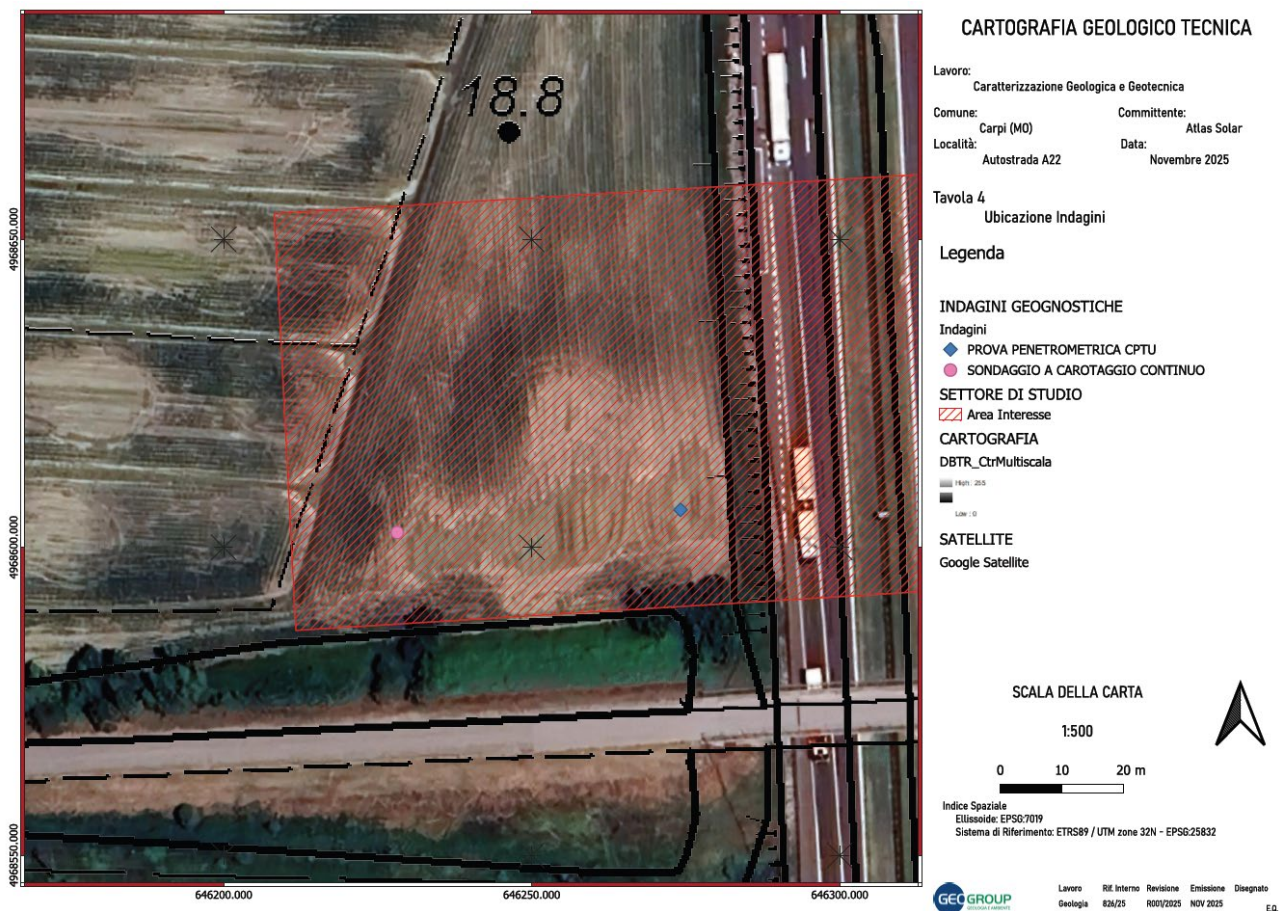 18.8
4968650.000
4968600.000
4968550.000
646200.000
646250.000
646300.000
CARTOGRAFIA GEOLOGICO TECNICA
Lavoro:
Caratterizzazione Geologica e Geotecnica
Comune:
Carpi (MO)
Committente:
Atlas Solar
Località:
Autostrada A22
Data:
Novembre 2025
Tavola 4
Ubicazione Indagini
Legenda
INDAGINI GEOGNOSTICHE
Indagini
PROVA PENETROMETRICA CPTU
SONDAGGIO A CAROTAGGIO CONTINUO
SETTORE DI STUDIO
Area Interesse
CARTOGRAFIA
DBTR_CtrMultiscala
High : 255
Low : 0
SATELLITE
Google Satellite
SCALA DELLA CARTA
1:500
0 10 20 m
Indice Spaziale
Ellissoide: EPSG:7019
Sistema di Riferimento: ETRS89 / UTM zone 32N - EPSG:25832
GEOGROUP
GEOLOGIA E AMBIENTE
Lavoro Rif. Interno Revisione Emissione Disegnato
Geologia 826/25 R001/2025 NOV 2025 E.Q.